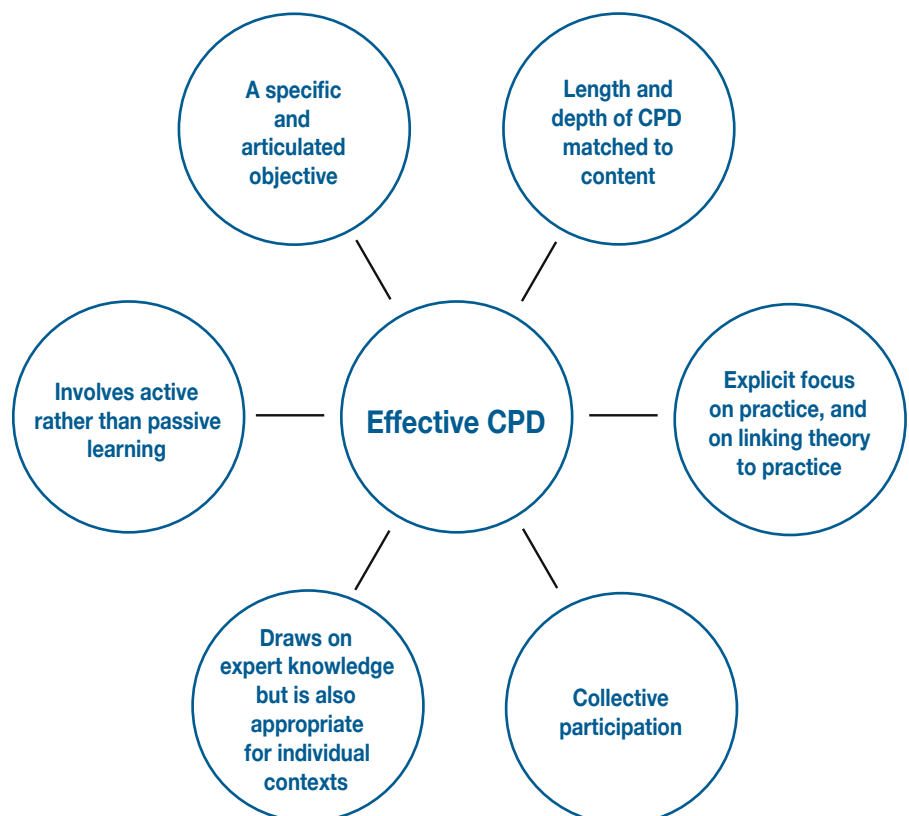 A specific
and
articulated
objective
Length and
depth of CPD
matched to
content
Involves active
rather than passive
learning
Effective CPD
Explicit focus
on practice, and
on linking theory
to practice
Draws on
expert knowledge
but is also
appropriate
for individual
contexts
Collective
participation